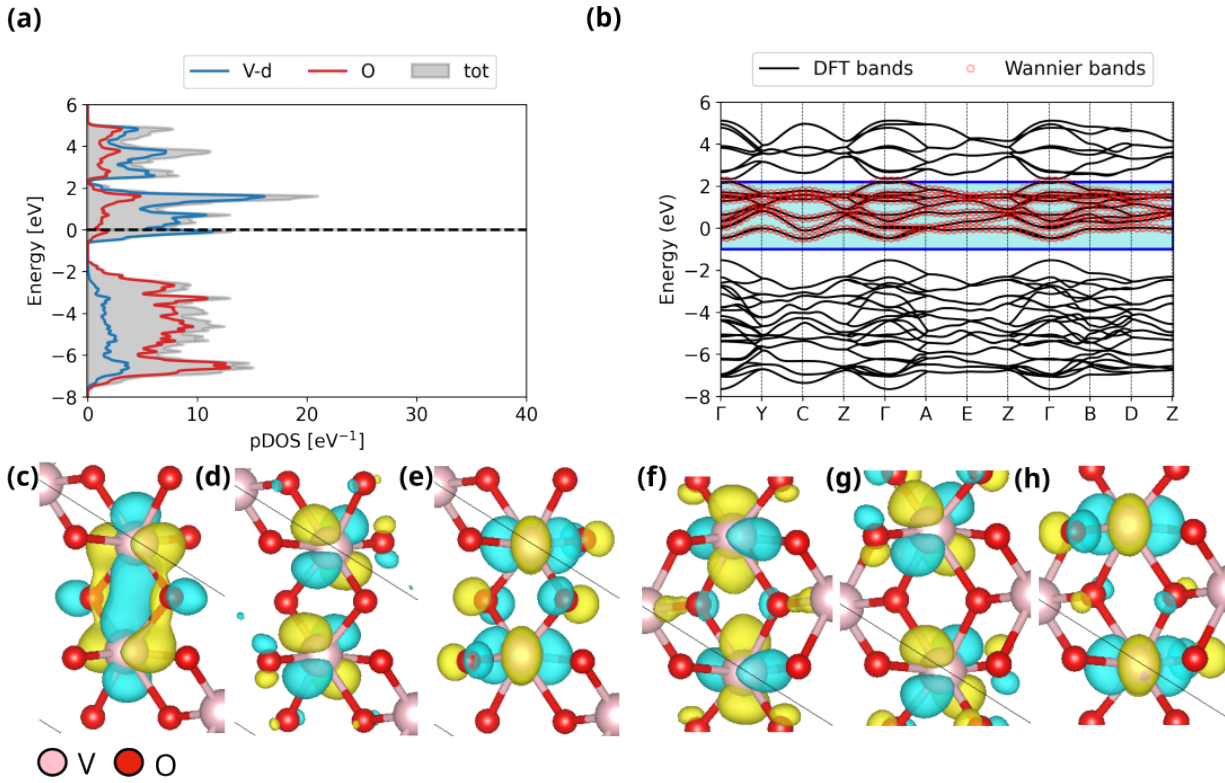 (a)
V-d O tot
6
4
2
0
−2
−4
−6
−8
Energy [eV]
0 10 20 30 40
pDOS [eV⁻¹]
(b)
DFT bands Wannier bands
6
4
2
0
−2
−4
−6
−8
Energy (eV)
Γ Y C Z Γ A E Z Γ B D Z
(c) (d) (e) (f) (g) (h)
V O